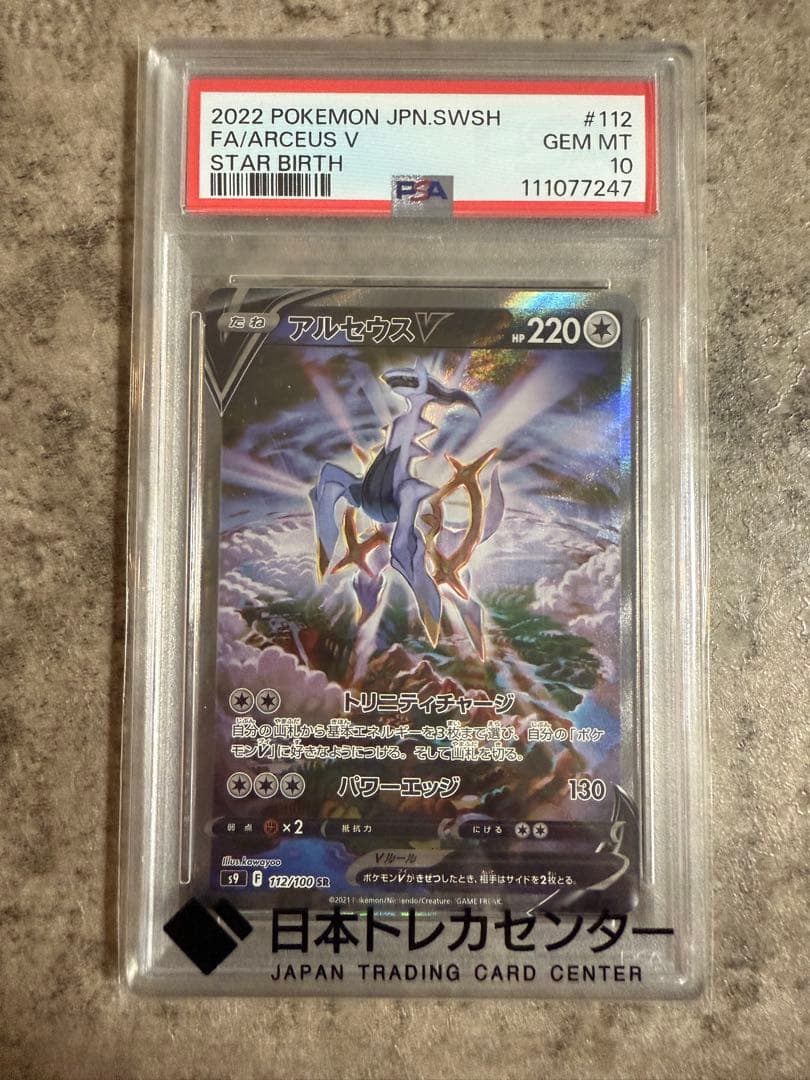 2022 POKEMON JPN.SWSH #112
FA/ARCEUS V GEM MT
STAR BIRTH 10
PSA 111077247
たね アルセウスV HP220
トリニティチャージ
自分の山札から基本エネルギーを3枚まで選び、自分の「ポケ
モンV」に好きなようにつける。そして山札を切る。
パワーエッジ 130
弱点 ×2 抵抗力 にげる
Vルール
ポケモンVがきぜつしたとき、相手はサイドを2枚とる。
Illus.kawayoo
s9 F 112/100 SR
©2021 Pokémon/Nintendo/Creatures/GAME FREAK.
日本トレカセンター
JAPAN TRADING CARD CENTER